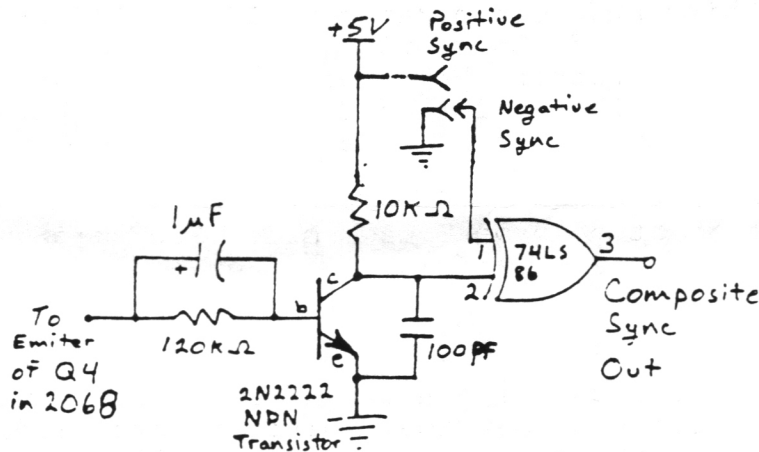 +5V
Positive
Sync
Negative
Sync
1µF
+
10KΩ
1
74LS
86
2
3
Composite
Sync
Out
c
b
e
To
Emiter
of Q4
in 2068
120KΩ
100pf
2N2222
NPN
Transistor